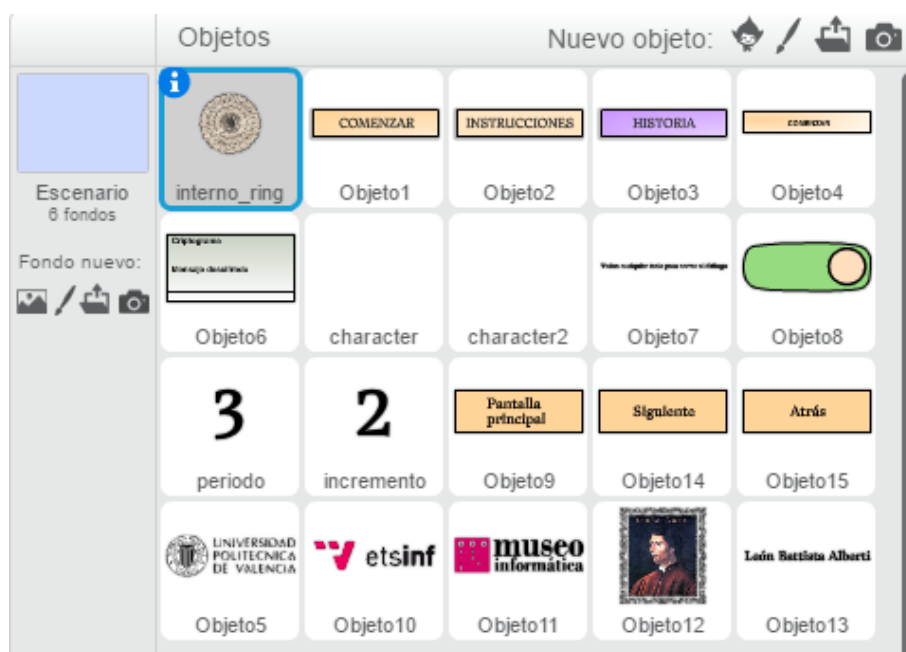 Objetos
Nuevo objeto:
Escenario
6 fondos
Fondo nuevo:
interno_ring
COMENZAR
Objeto1
INSTRUCCIONES
Objeto2
HISTORIA
Objeto3
COMENZAR
Objeto4
Criptograma
Mensaje descifrado
Objeto6
character
character2
Objeto7
Objeto8
3
periodo
2
incremento
Pantalla
principal
Objeto9
Siguiente
Objeto14
Atrás
Objeto15
UNIVERSIDAD
POLITECNICA
DE VALENCIA
Objeto5
etsinf
Objeto10
museo
informática
Objeto11
Objeto12
León Battista Alberti
Objeto13